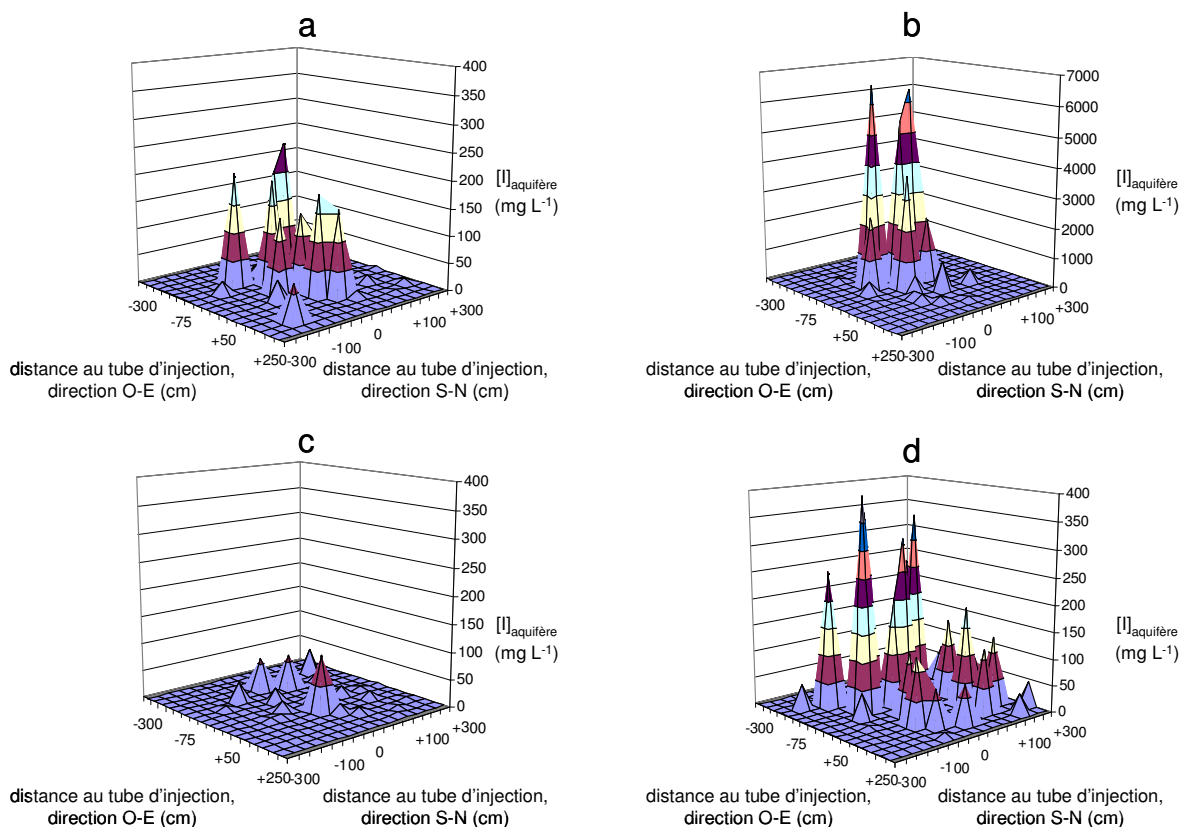 a
400
350
300
250
200
150
100
50
0
[I]aquifère
(mg L-1)
-300
-75
+50
+250
-300
-100
0
+100
+300
distance au tube d'injection,
direction O-E (cm)
distance au tube d'injection,
direction S-N (cm)
b
7000
6000
5000
4000
3000
2000
1000
0
[I]aquifère
(mg L-1)
-300
-75
+50
+250
-300
-100
0
+100
+300
distance au tube d'injection,
direction O-E (cm)
distance au tube d'injection,
direction S-N (cm)
c
400
350
300
250
200
150
100
50
0
[I]aquifère
(mg L-1)
-300
-75
+50
+250
-300
-100
0
+100
+300
distance au tube d'injection,
direction O-E (cm)
distance au tube d'injection,
direction S-N (cm)
d
400
350
300
250
200
150
100
50
0
[I]aquifère
(mg L-1)
-300
-75
+50
+250
-300
-100
0
+100
+300
distance au tube d'injection,
direction O-E (cm)
distance au tube d'injection,
direction S-N (cm)